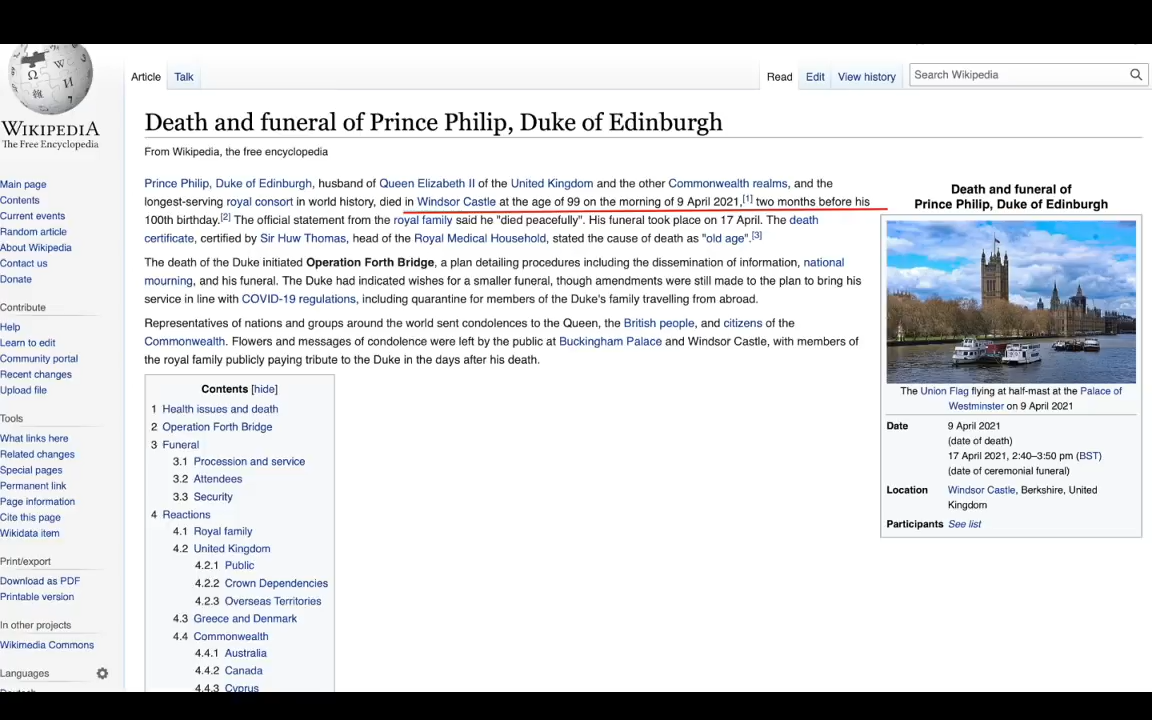 WIKIPEDIA
The Free Encyclopedia
Main page
Contents
Current events
Random article
About Wikipedia
Contact us
Donate
Contribute
Help
Learn to edit
Community portal
Recent changes
Upload file
Tools
What links here
Related changes
Special pages
Permanent link
Page information
Cite this page
Wikidata item
Print/export
Download as PDF
Printable version
In other projects
Wikimedia Commons
Languages
Article Talk
Read Edit View history
Search Wikipedia
Death and funeral of Prince Philip, Duke of Edinburgh
From Wikipedia, the free encyclopedia
Prince Philip, Duke of Edinburgh, husband of Queen Elizabeth II of the United Kingdom and the other Commonwealth realms, and the
longest-serving royal consort in world history, died in Windsor Castle at the age of 99 on the morning of 9 April 2021,[1] two months before his
100th birthday.[2] The official statement from the royal family said he "died peacefully". His funeral took place on 17 April. The death
certificate, certified by Sir Huw Thomas, head of the Royal Medical Household, stated the cause of death as "old age".[3]
The death of the Duke initiated Operation Forth Bridge, a plan detailing procedures including the dissemination of information, national
mourning, and his funeral. The Duke had indicated wishes for a smaller funeral, though amendments were still made to the plan to bring his
service in line with COVID-19 regulations, including quarantine for members of the Duke's family travelling from abroad.
Representatives of nations and groups around the world sent condolences to the Queen, the British people, and citizens of the
Commonwealth. Flowers and messages of condolence were left by the public at Buckingham Palace and Windsor Castle, with members of
the royal family publicly paying tribute to the Duke in the days after his death.
Contents [hide]
1 Health issues and death
2 Operation Forth Bridge
3 Funeral
3.1 Procession and service
3.2 Attendees
3.3 Security
4 Reactions
4.1 Royal family
4.2 United Kingdom
4.2.1 Public
4.2.2 Crown Dependencies
4.2.3 Overseas Territories
4.3 Greece and Denmark
4.4 Commonwealth
4.4.1 Australia
4.4.2 Canada
4.4.3 Cyprus
Death and funeral of
Prince Philip, Duke of Edinburgh
The Union Flag flying at half-mast at the Palace of
Westminster on 9 April 2021
Date 9 April 2021
(date of death)
17 April 2021, 2:40–3:50 pm (BST)
(date of ceremonial funeral)
Location Windsor Castle, Berkshire, United
Kingdom
Participants See list